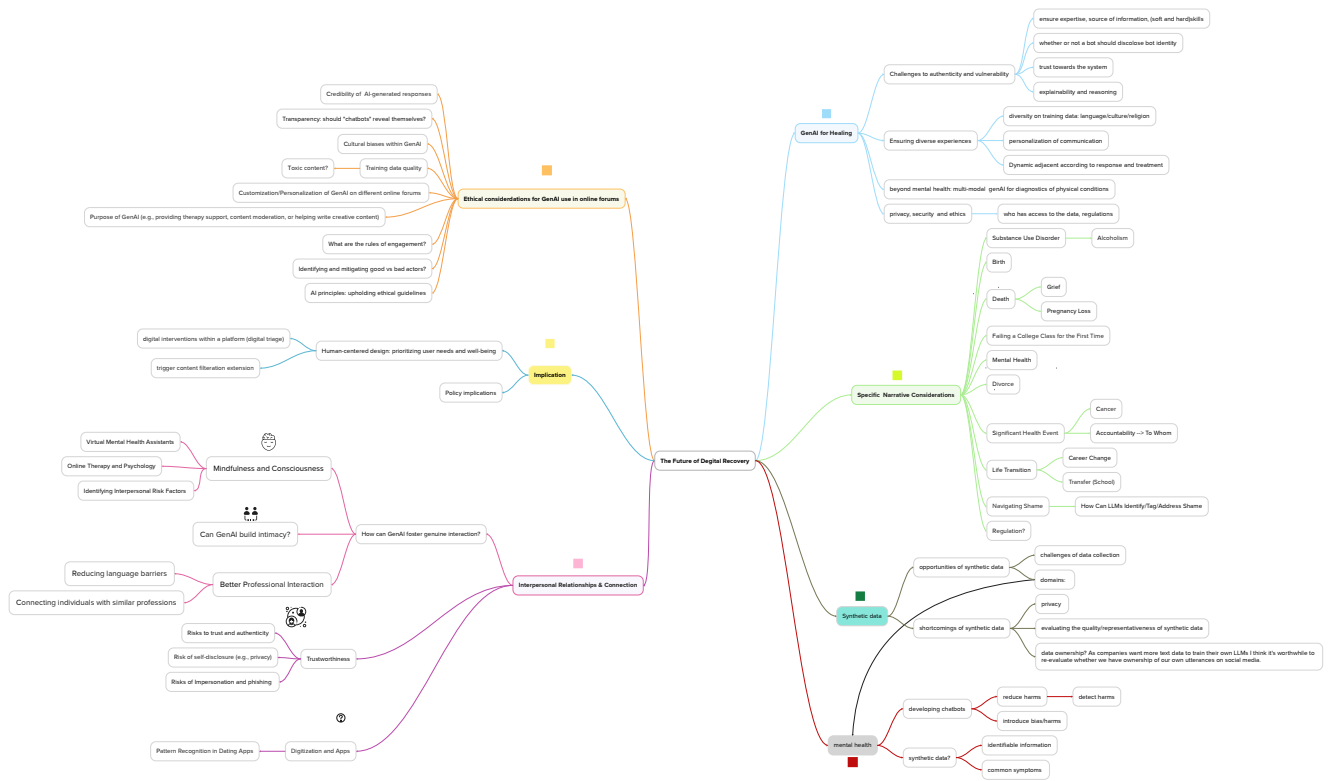 The Future of Degital Recovery
Ethical considerdations for GenAI use in online forums
Credibility of AI-generated responses
Transparency: should "chatbots" reveal themselves?
Cultural biases within GenAI
Training data quality
Toxic content?
Customization/Personalization of GenAI on different online forums
Purpose of GenAI (e.g., providing therapy support, content moderation, or helping write creative content)
What are the rules of engagement?
Identifying and mitigating good vs bad actors?
AI principles: upholding ethical guidelines
Implication
Human-centered design: prioritizing user needs and well-being
digital interventions within a platform (digital triage)
trigger content filteration extension
Policy implications
Interpersonal Relationships & Connection
How can GenAI foster genuine interaction?
Mindfulness and Consciousness
Virtual Mental Health Assistants
Online Therapy and Psychology
Identifying Interpersonal Risk Factors
Can GenAI build intimacy?
Better Professional Interaction
Reducing language barriers
Connecting individuals with similar professions
Trustworthiness
Risks to trust and authenticity
Risk of self-disclosure (e.g., privacy)
Risks of Impersonation and phishing
Digitization and Apps
Pattern Recognition in Dating Apps
GenAI for Healing
Challenges to authenticity and vulnerability
ensure expertise, source of information, (soft and hard)skills
whether or not a bot should discolose bot identity
trust towards the system
explainability and reasoning
Ensuring diverse experiences
diversity on training data: language/culture/religion
personalization of communication
Dynamic adjacent according to response and treatment
beyond mental health: multi-modal genAI for diagnostics of physical conditions
privacy, security and ethics
who has access to the data, regulations
Specific Narrative Considerations
Substance Use Disorder
Alcoholism
Birth
Death
Grief
Pregnancy Loss
Failing a College Class for the First Time
Mental Health
Divorce
Significant Health Event
Cancer
Accountability --> To Whom
Life Transition
Career Change
Transfer (School)
Navigating Shame
How Can LLMs Identify/Tag/Address Shame
Regulation?
Synthetic data
opportunities of synthetic data
challenges of data collection
domains:
shortcomings of synthetic data
privacy
evaluating the quality/representativeness of synthetic data
data ownership? As companies want more text data to train their own LLMs I think it's worthwhile to
re-evaluate whether we have ownership of our own utterances on social media.
mental health
developing chatbots
reduce harms
detect harms
introduce bias/harms
synthetic data?
identifiable information
common symptoms